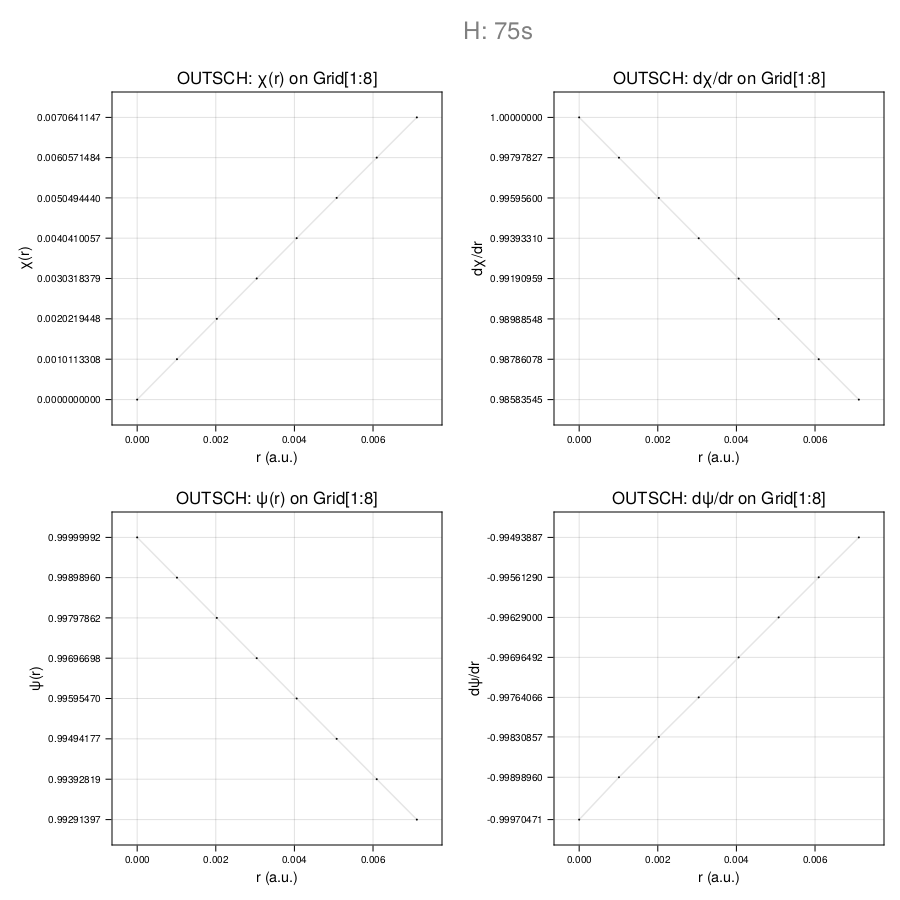 H: 75s
OUTSCH: χ(r) on Grid[1:8]
χ(r)
0.0070641147
0.0060571484
0.0050494440
0.0040410057
0.0030318379
0.0020219448
0.0010113308
0.0000000000
0.000 0.002 0.004 0.006
r (a.u.)
OUTSCH: dχ/dr on Grid[1:8]
dχ/dr
1.00000000
0.99797827
0.99595600
0.99393310
0.99190959
0.98988548
0.98786078
0.98583545
0.000 0.002 0.004 0.006
r (a.u.)
OUTSCH: ψ(r) on Grid[1:8]
ψ(r)
0.99999992
0.99898960
0.99797862
0.99696698
0.99595470
0.99494177
0.99392819
0.99291397
0.000 0.002 0.004 0.006
r (a.u.)
OUTSCH: dψ/dr on Grid[1:8]
dψ/dr
-0.99493887
-0.99561290
-0.99629000
-0.99696492
-0.99764066
-0.99830857
-0.99898960
-0.99970471
0.000 0.002 0.004 0.006
r (a.u.)